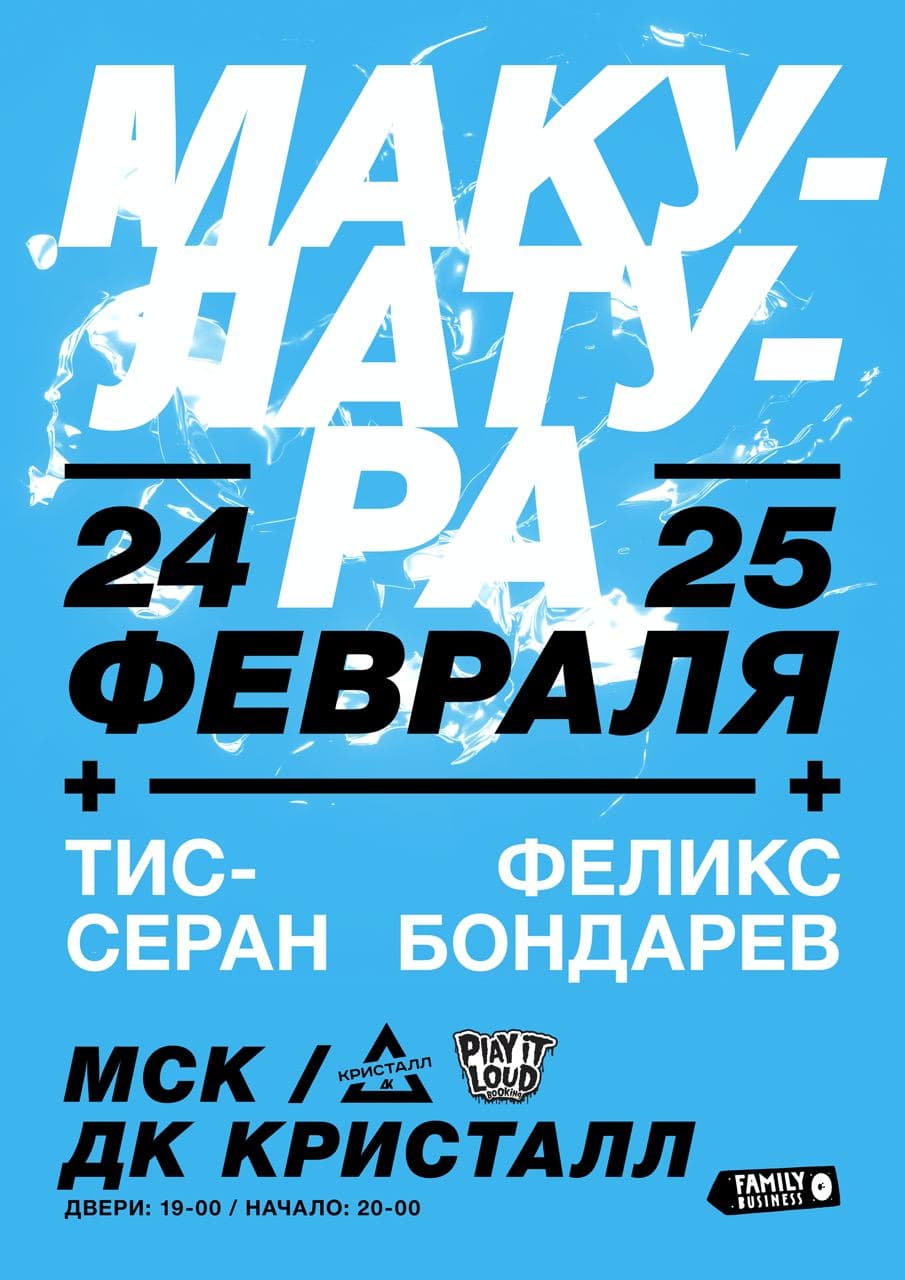 МАКУ-
ЛАТУ-
РА
24 25
ФЕВРАЛЯ
+ +
ТИС-
СЕРАН
ФЕЛИКС
БОНДАРЕВ
МСК /
КРИСТАЛЛ
ДК
PLAY IT
LOUD
BOOKING
ДК КРИСТАЛЛ
ДВЕРИ: 19-00 / НАЧАЛО: 20-00
FAMILY
BUSINESS